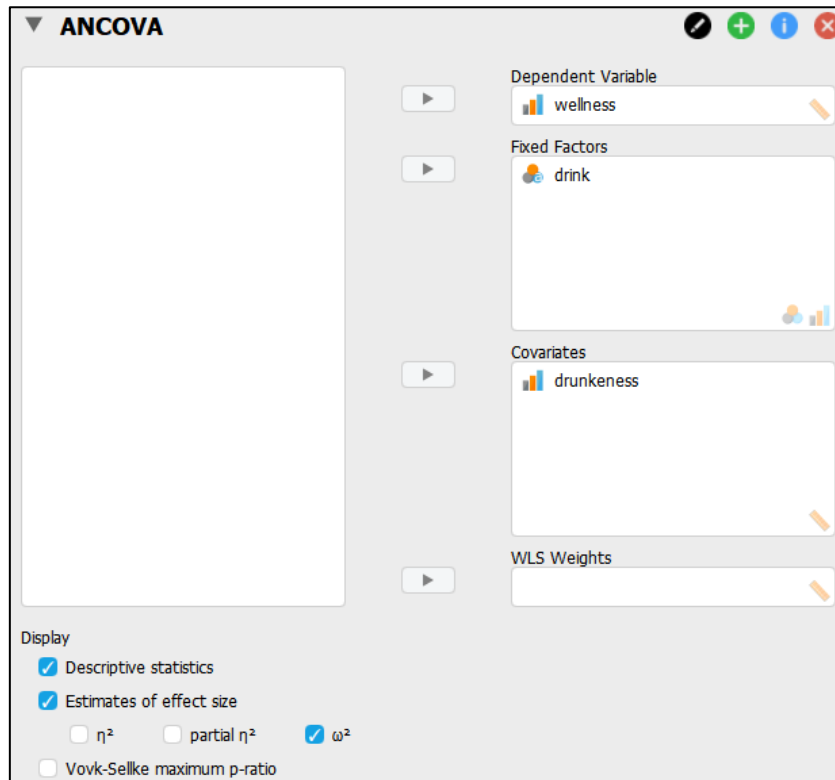 ANCOVA
Dependent Variable
wellness
Fixed Factors
drink
Covariates
drunkeness
WLS Weights
Display
Descriptive statistics
Estimates of effect size
η² partial η² ω²
Vovk-Sellke maximum p-ratio